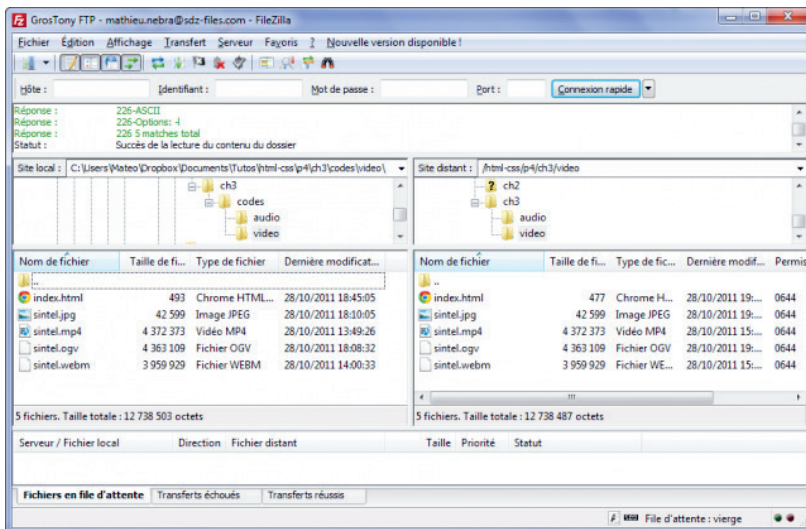 GrosTony FTP - mathieu.nebra@sdz-files.com - FileZilla
Fichier Édition Affichage Transfert Serveur Favoris ? Nouvelle version disponible !
Hôte : Identifiant : Mot de passe : Port : Connexion rapide
Réponse : 226-ASCII
Réponse : 226-Options: -l
Réponse : 226 5 matches total
Statut : Succès de la lecture du contenu du dossier
Site local : C:\Users\Mateo\Dropbox\Documents\Tutos\html-css\p4\ch3\codes\video\
ch3
codes
audio
video
Site distant : /html-css/p4/ch3/video
? ch2
ch3
audio
video
Nom de fichier Taille de fi... Type de fichier Dernière modificat...
..
index.html 493 Chrome HTML... 28/10/2011 18:45:05
sintel.jpg 42 599 Image JPEG 28/10/2011 18:10:05
sintel.mp4 4 372 373 Vidéo MP4 28/10/2011 13:49:26
sintel.ogv 4 363 109 Fichier OGV 28/10/2011 18:08:32
sintel.webm 3 959 929 Fichier WEBM 28/10/2011 14:00:33
5 fichiers. Taille totale : 12 738 503 octets
Nom de fichier Taille de fi... Type de fic... Dernière modif... Permis
..
index.html 477 Chrome H... 28/10/2011 19:... 0644
sintel.jpg 42 599 Image JPEG 28/10/2011 19:... 0644
sintel.mp4 4 372 373 Vidéo MP4 28/10/2011 15:... 0644
sintel.ogv 4 363 109 Fichier OGV 28/10/2011 19:... 0644
sintel.webm 3 959 929 Fichier WE... 28/10/2011 15:... 0644
5 fichiers. Taille totale : 12 738 487 octets
Serveur / Fichier local Direction Fichier distant Taille Priorité Statut
Fichiers en file d'attente Transferts échoués Transferts réussis
File d'attente : vierge